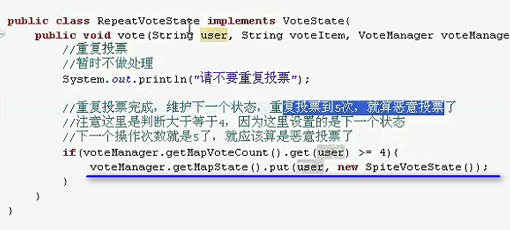 public class RepeatVoteState implements VoteState{
public void vote(String user, String voteItem, VoteManager voteManage
//重复投票
//暂时不做处理
System.out.println("请不要重复投票");
//重复投票完成，维护下一个状态，重复投票到5次，就算恶意投票了
//注意这里是判断大于等于4，因为这里设置的是下一个状态
//下一个操作次数就是5了，就应该算是恶意投票了
if(voteManager.getMapVoteCount().get(user) >= 4){
voteManager.getMapState().put(user, new SpiteVoteState());
}
}
}